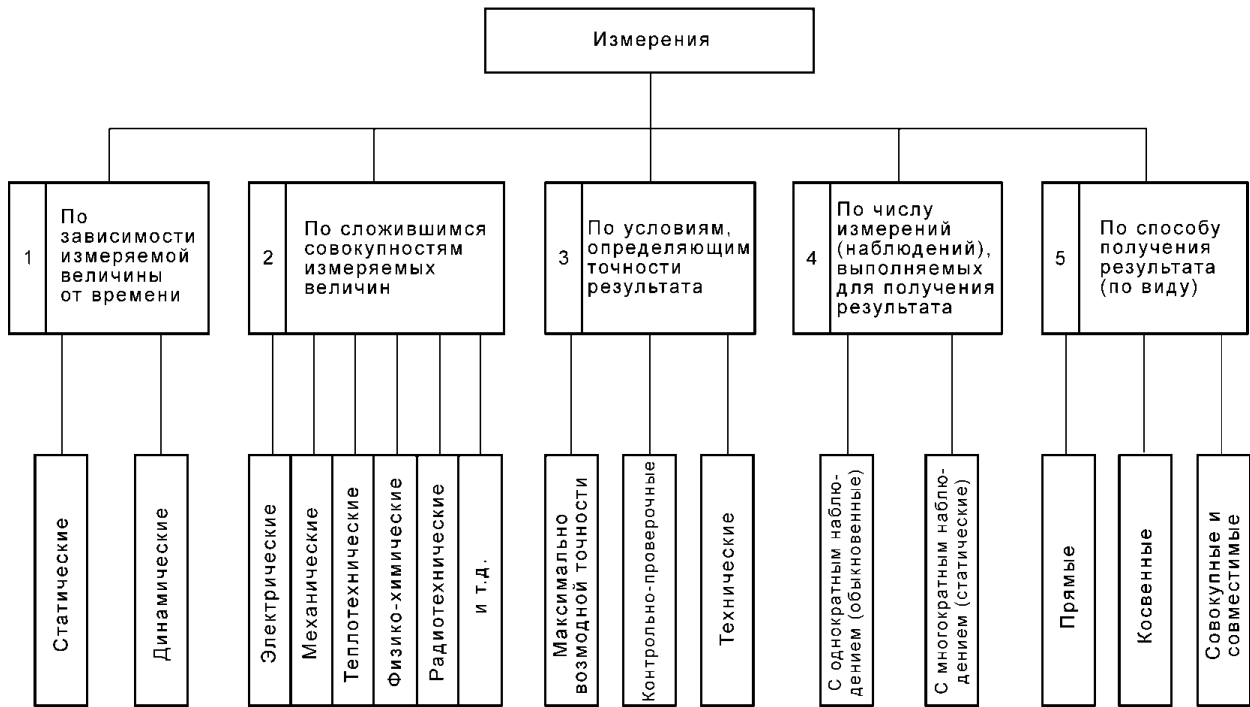 Измерения
1
По
зависимости
измеряемой
величины
от времени
2
По сложившимся
совокупностям
измеряемых
величин
3
По условиям,
определяющим
точности
результата
4
По числу
измерений
(наблюдений),
выполняемых
для получения
результата
5
По способу
получения
результата
(по виду)
Статические
Динамические
Электрические
Механические
Теплотехнические
Физико-химические
Радиотехнические
и т.д.
Максимально
возмодной точности
Контрольно-проверочные
Технические
С однократным наблю-
дением (обыкновенные)
С многократным наблю-
дением (статические)
Прямые
Косвенные
Совокупные и
совместимые